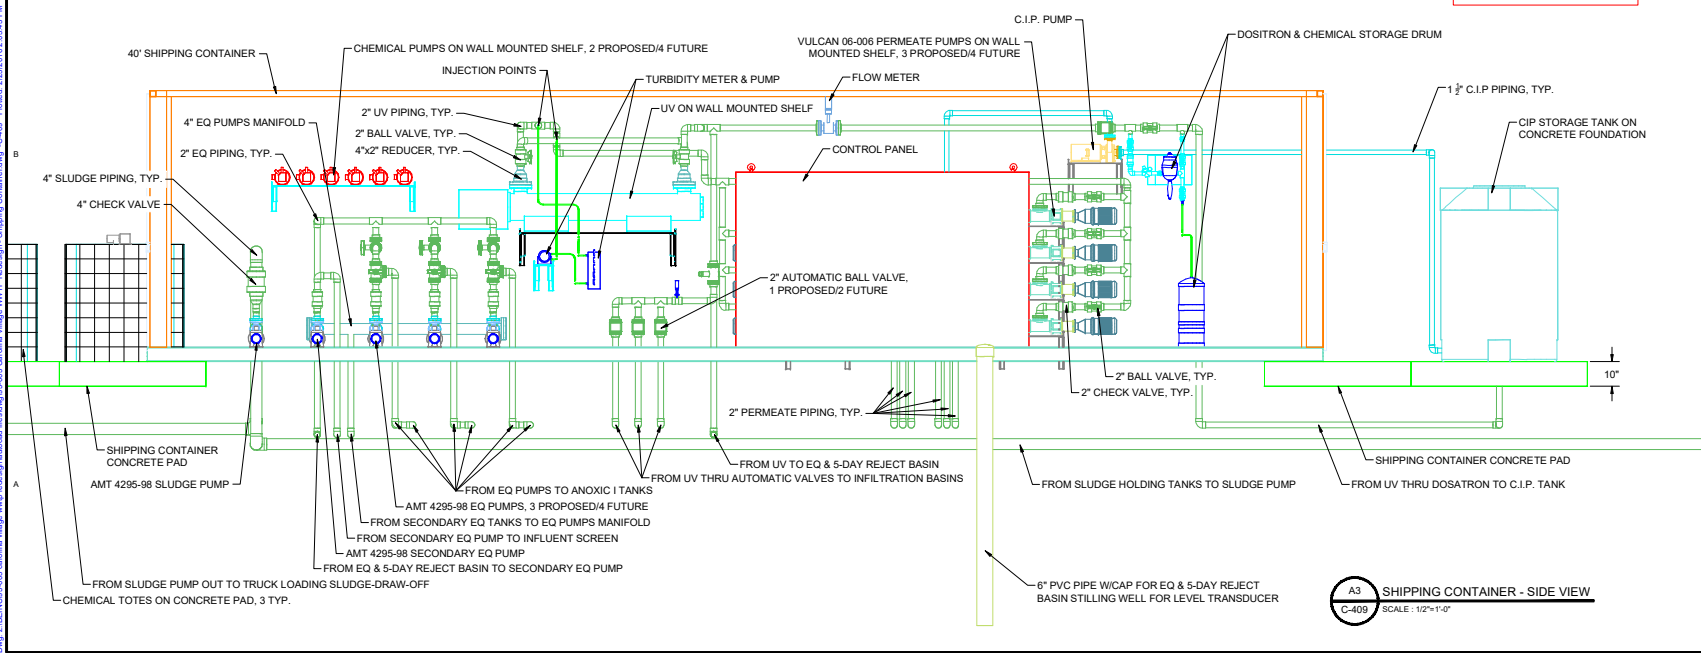 C.I.P. PUMP
VULCAN 06-006 PERMEATE PUMPS ON WALL
MOUNTED SHELF, 3 PROPOSED/4 FUTURE
DOSITRON & CHEMICAL STORAGE DRUM
40' SHIPPING CONTAINER
CHEMICAL PUMPS ON WALL MOUNTED SHELF, 2 PROPOSED/4 FUTURE
INJECTION POINTS
TURBIDITY METER & PUMP
FLOW METER
1 ½" C.I.P PIPING, TYP.
2" UV PIPING, TYP.
UV ON WALL MOUNTED SHELF
4" EQ PUMPS MANIFOLD
2" BALL VALVE, TYP.
CIP STORAGE TANK ON
CONCRETE FOUNDATION
B
2" EQ PIPING, TYP.
4"x2" REDUCER, TYP.
CONTROL PANEL
4" SLUDGE PIPING, TYP.
4" CHECK VALVE
2" AUTOMATIC BALL VALVE,
1 PROPOSED/2 FUTURE
10"
2" BALL VALVE, TYP.
2" CHECK VALVE, TYP.
2" PERMEATE PIPING, TYP.
SHIPPING CONTAINER
CONCRETE PAD
SHIPPING CONTAINER CONCRETE PAD
FROM UV TO EQ & 5-DAY REJECT BASIN
FROM UV THRU AUTOMATIC VALVES TO INFILTRATION BASINS
A
AMT 4295-98 SLUDGE PUMP
FROM SLUDGE HOLDING TANKS TO SLUDGE PUMP
FROM UV THRU DOSATRON TO C.I.P. TANK
FROM EQ PUMPS TO ANOXIC I TANKS
AMT 4295-98 EQ PUMPS, 3 PROPOSED/4 FUTURE
FROM SECONDARY EQ TANKS TO EQ PUMPS MANIFOLD
FROM SECONDARY EQ PUMP TO INFLUENT SCREEN
AMT 4295-98 SECONDARY EQ PUMP
FROM EQ & 5-DAY REJECT BASIN TO SECONDARY EQ PUMP
FROM SLUDGE PUMP OUT TO TRUCK LOADING SLUDGE-DRAW-OFF
CHEMICAL TOTES ON CONCRETE PAD, 3 TYP.
6" PVC PIPE W/CAP FOR EQ & 5-DAY REJECT
BASIN STILLING WELL FOR LEVEL TRANSDUCER
A3
C-409
SHIPPING CONTAINER - SIDE VIEW
SCALE : 1/2"=1'-0"